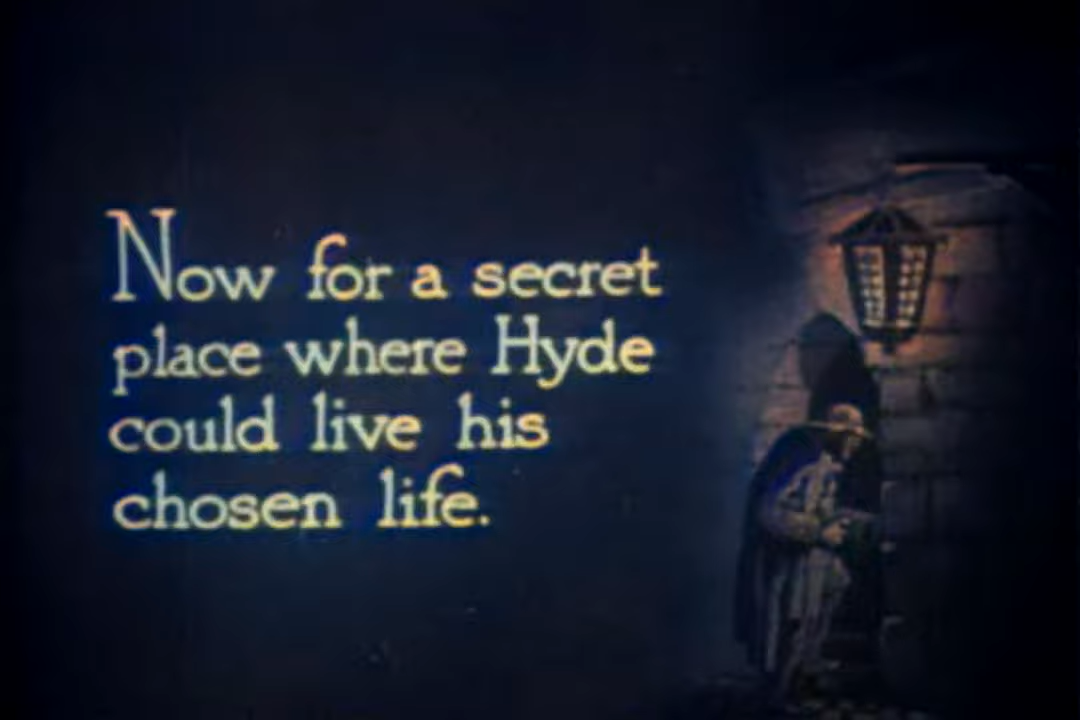 Now for a secret
place where Hyde
could live his
chosen life.